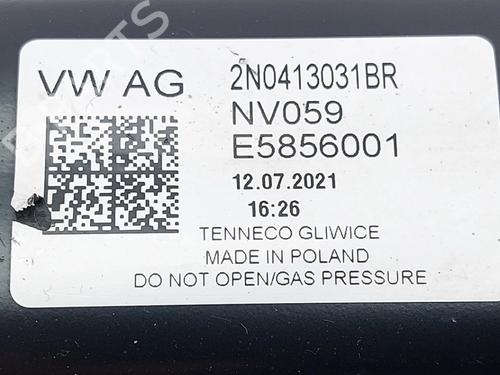 VW AG
2N0413031BR
NV059
E5856001
12.07.2021
16:26
TENNECO GLIWICE
MADE IN POLAND
DO NOT OPEN/GAS PRESSURE